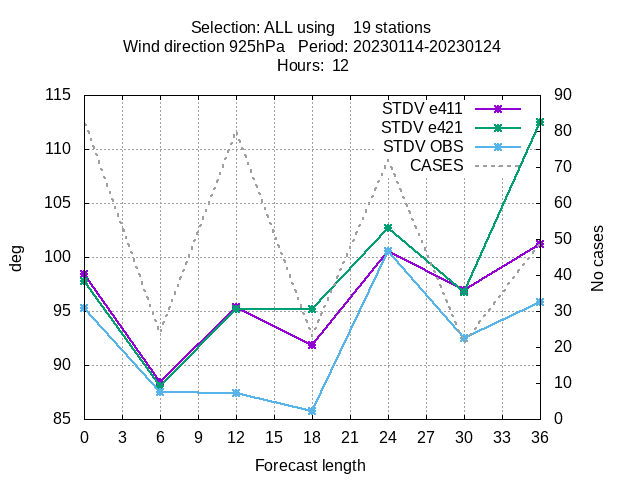 Selection: ALL using    19 stations
Wind direction 925hPa   Period: 20230114-20230124
Hours:  12
115
110
105
100
95
90
85
90
80
70
60
50
40
30
20
10
0
STDV e411
STDV e421
STDV OBS
CASES
deg
No cases
0 3 6 9 12 15 18 21 24 27 30 33 36
Forecast length